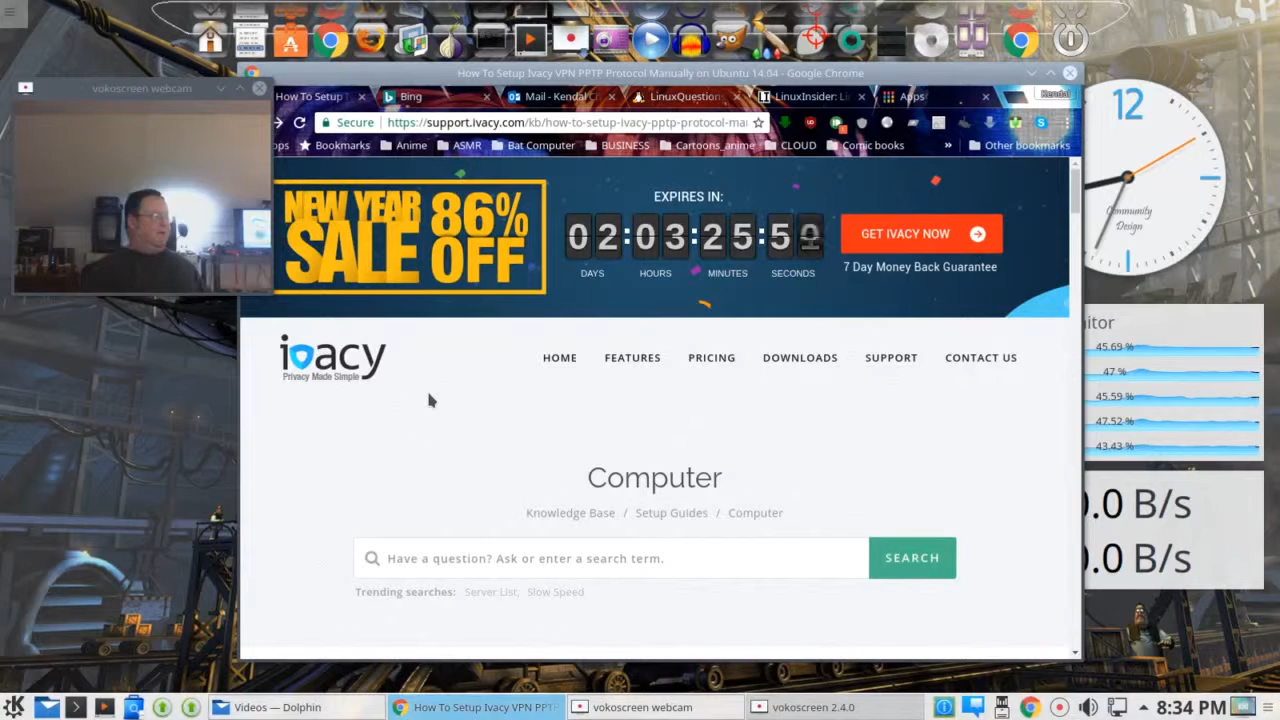 How To Setup Ivacy VPN PPTP Protocol Manually on Ubuntu 14.04 - Google Chrome
vokoscreen webcam
How To Setup
Bing
Mail - Kendal C
LinuxQuestions
LinuxInsider: Li
Apps
Kendal
Secure
https://support.ivacy.com/kb/how-to-setup-ivacy-pptp-protocol-ma
ops
Bookmarks
Anime
ASMR
Bat Computer
BUSINESS
Cartoons_anime
CLOUD
Comic books
»
Other bookmarks
NEW YEAR
SALE
86%
OFF
EXPIRES IN:
02:03:25:5
DAYS HOURS MINUTES SECONDS
GET IVACY NOW
7 Day Money Back Guarantee
ivacy
Privacy Made Simple
HOME FEATURES PRICING DOWNLOADS SUPPORT CONTACT US
Computer
Knowledge Base / Setup Guides / Computer
Have a question? Ask or enter a search term.
SEARCH
Trending searches: Server List, Slow Speed
12
Community
Design
itor
45.69 %
47 %
45.59 %
47.52 %
43.43 %
0.0 B/s
0.0 B/s
Videos — Dolphin
How To Setup Ivacy VPN PPT
vokoscreen webcam
vokoscreen 2.4.0
8:34 PM